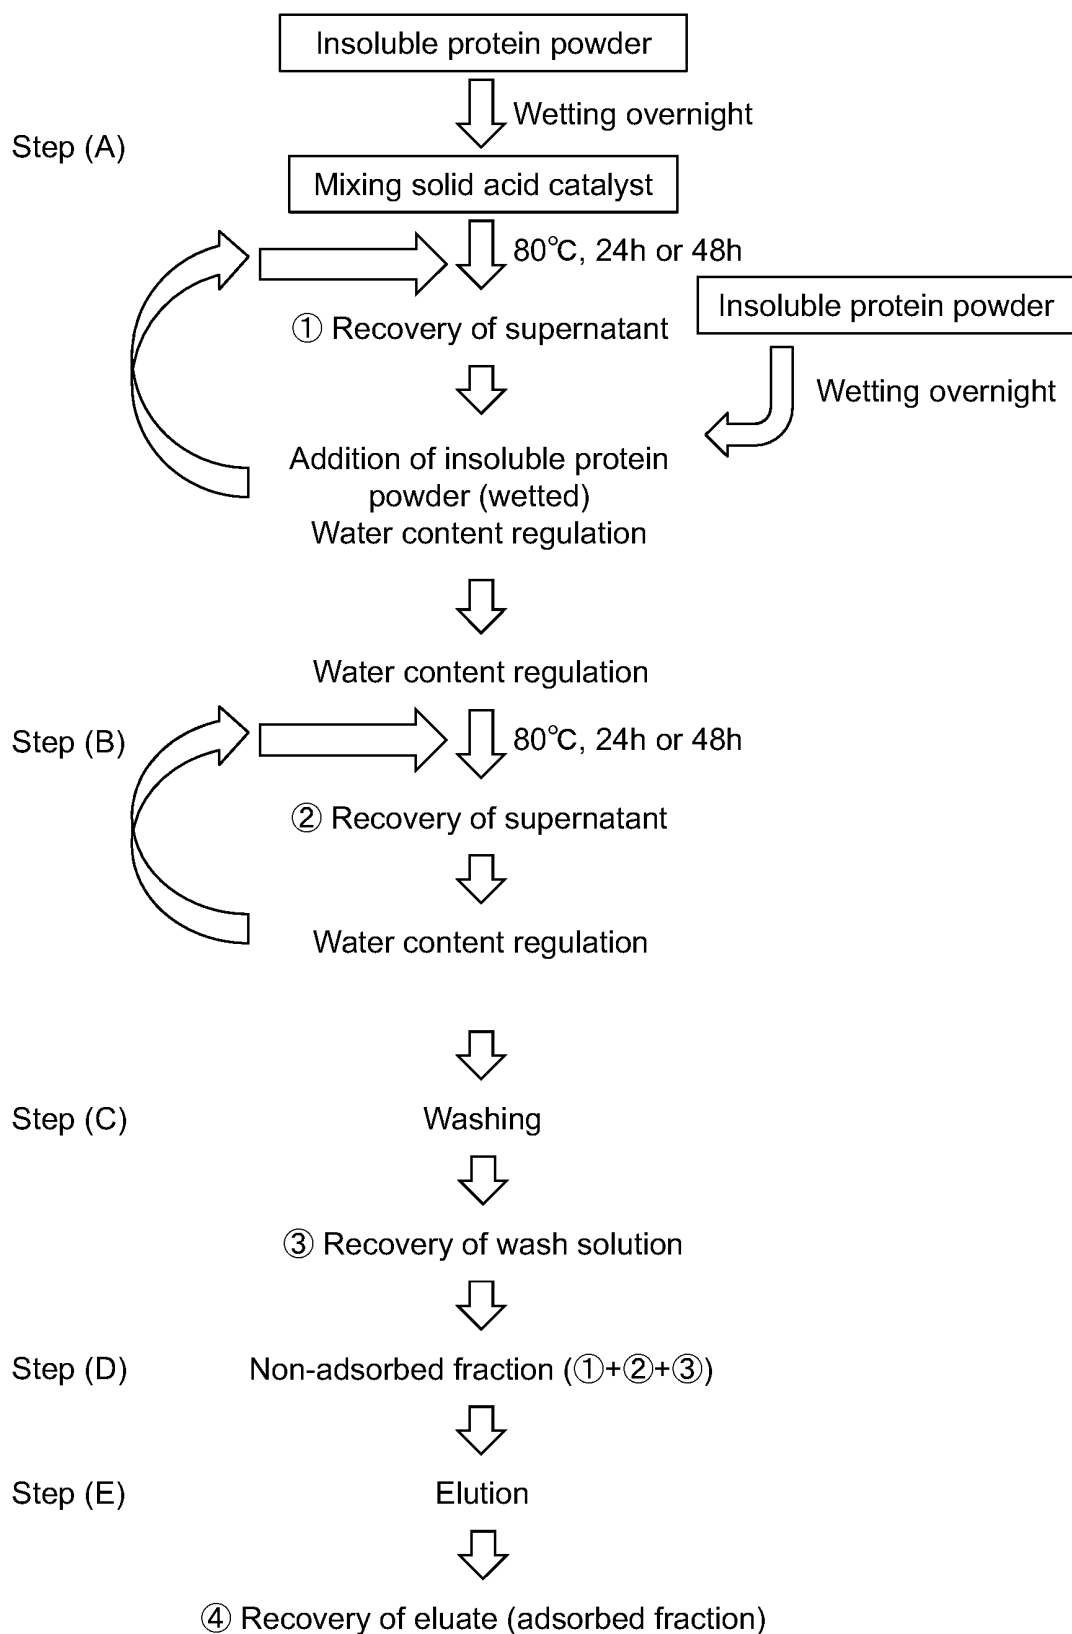 Insoluble protein powder
Wetting overnight
Step (A)
Mixing solid acid catalyst
80℃, 24h or 48h
Insoluble protein powder
① Recovery of supernatant
Wetting overnight
Addition of insoluble protein
powder (wetted)
Water content regulation
Water content regulation
Step (B)
80℃, 24h or 48h
② Recovery of supernatant
Water content regulation
Step (C)
Washing
③ Recovery of wash solution
Step (D)
Non-adsorbed fraction (①+②+③)
Step (E)
Elution
④ Recovery of eluate (adsorbed fraction)